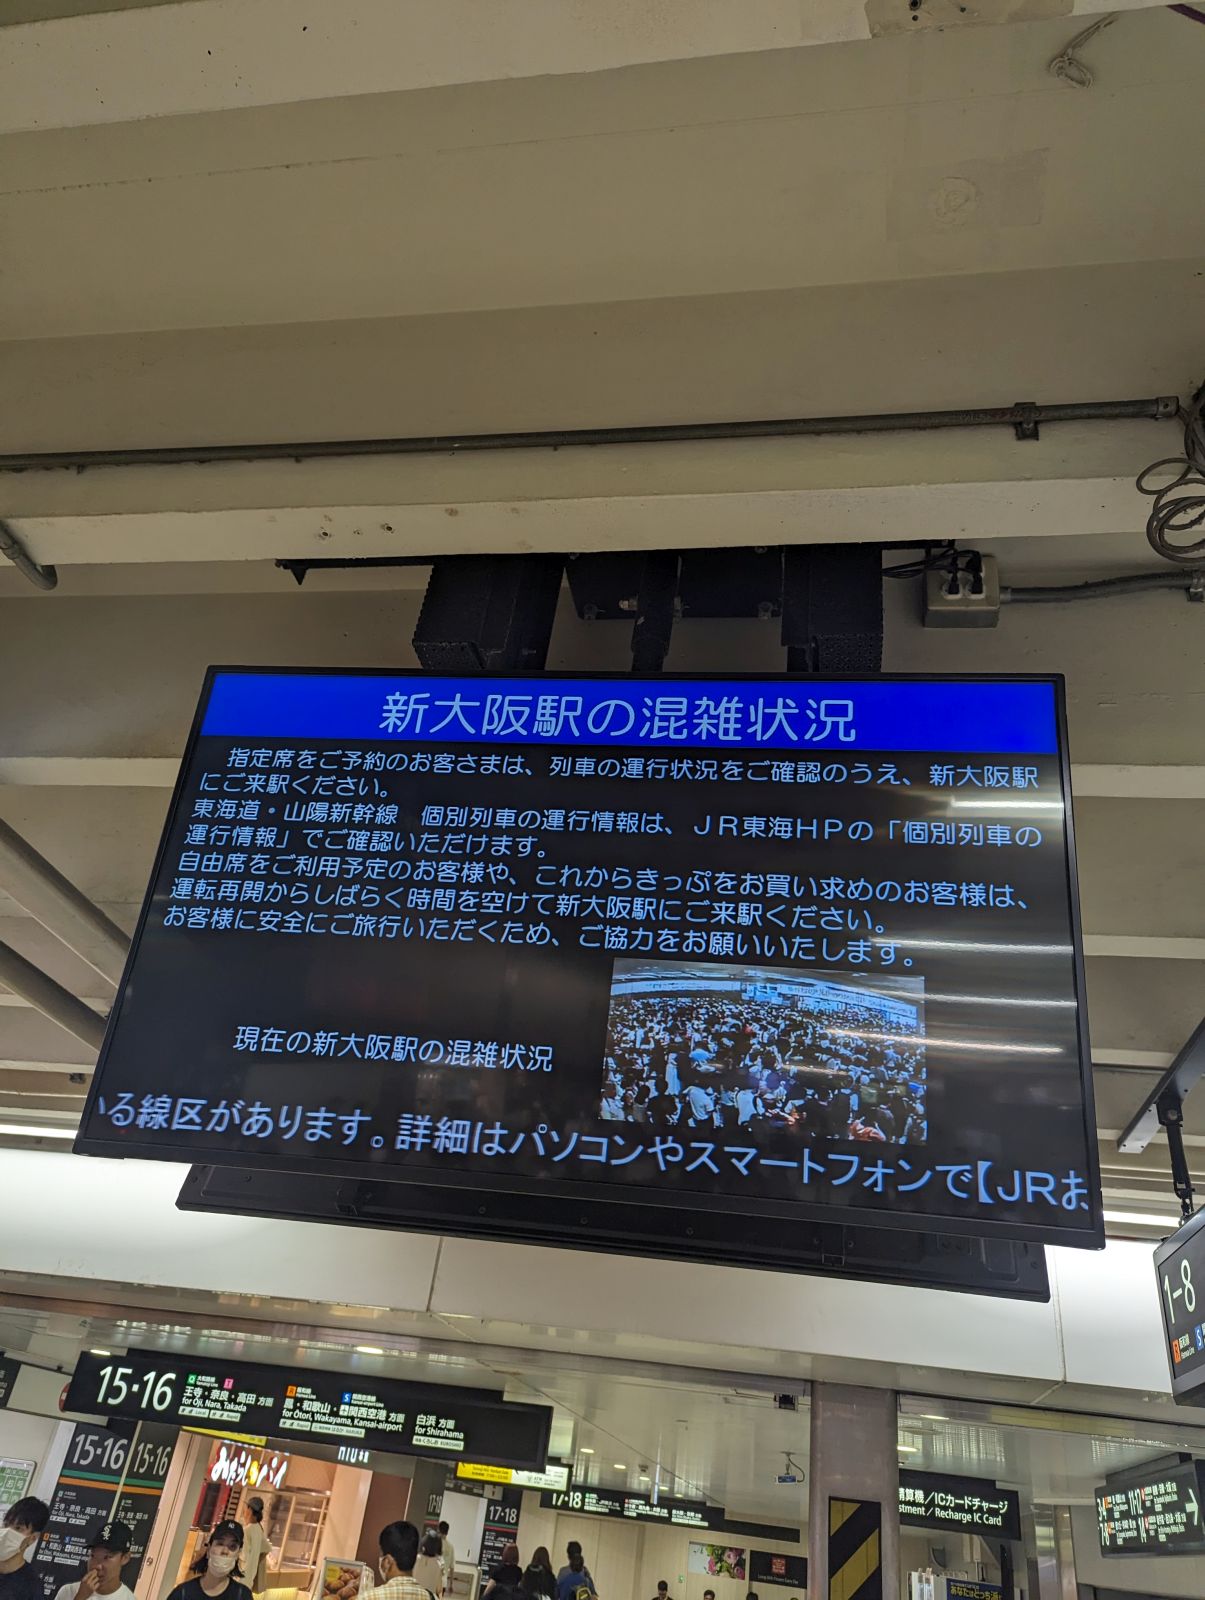 新大阪駅の混雑状況
指定席をご予約のお客さまは、列車の運行状況をご確認のうえ、新大阪駅
にご来駅ください。
東海道・山陽新幹線　個別列車の運行情報は、ＪＲ東海ＨＰの「個別列車の
運行情報」でご確認いただけます。
自由席をご利用予定のお客様や、これからきっぷをお買い求めのお客様は、
運転再開からしばらく時間を空けて新大阪駅にご来駅ください。
お客様に安全にご旅行いただくため、ご協力をお願いいたします。
現在の新大阪駅の混雑状況
る線区があります。詳細はパソコンやスマートフォンで【JRお
1-8
15・16
王寺・奈良・高田 方面
for Oji, Nara, Takada
堺・和歌山・関西空港 方面
for Otori, Wakayama, Kansai-airport
白浜 方面
for Shirahama
15・16
15・16
みたらしパイ
17・18
17・18
精算機／ICカードチャージ
stment / Recharge IC Card